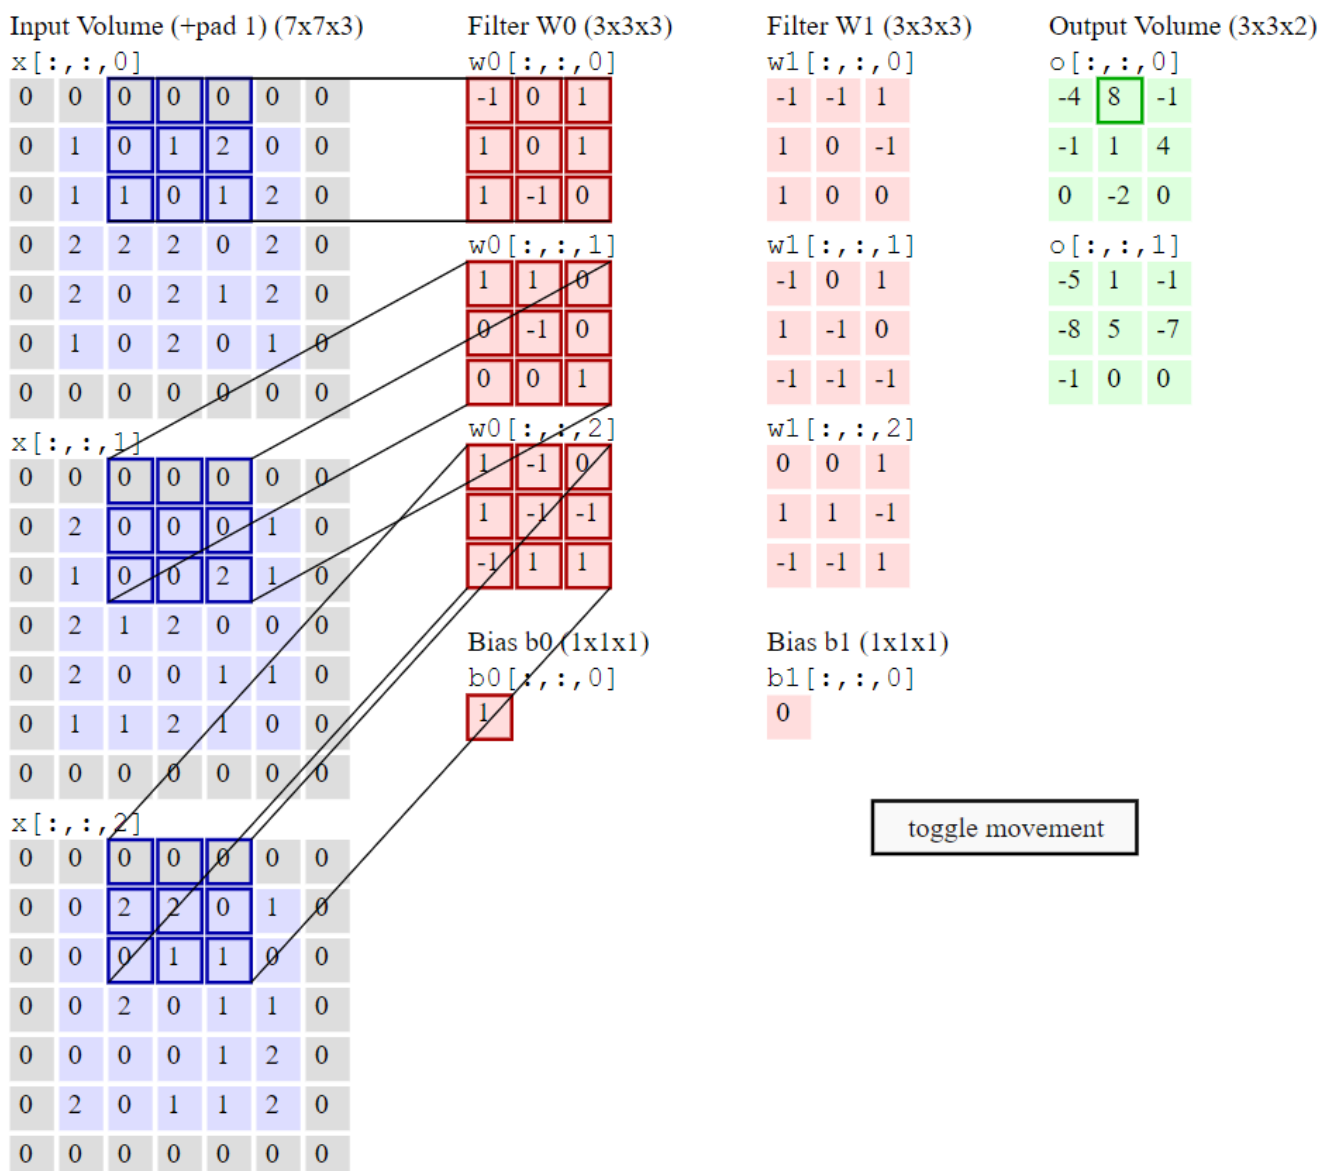 Input Volume (+pad 1) (7x7x3)
x[:,:,0]
0 0 0 0 0 0 0
0 1 0 1 2 0 0
0 1 1 0 1 2 0
0 2 2 2 0 2 0
0 2 0 2 1 2 0
0 1 0 2 0 1 0
0 0 0 0 0 0 0
x[:,:,1]
0 0 0 0 0 0 0
0 2 0 0 0 1 0
0 1 0 0 2 1 0
0 2 1 2 0 0 0
0 2 0 0 1 1 0
0 1 1 2 1 0 0
0 0 0 0 0 0 0
x[:,:,2]
0 0 0 0 0 0 0
0 0 2 2 0 1 0
0 0 0 1 1 0 0
0 0 2 0 1 1 0
0 0 0 0 1 2 0
0 2 0 1 1 2 0
0 0 0 0 0 0 0
Filter W0 (3x3x3)
w0[:,:,0]
-1 0 1
1 0 1
1 -1 0
w0[:,:,1]
1 1 0
0 -1 0
0 0 1
w0[:,:,2]
1 -1 0
1 -1 -1
-1 1 1
Bias b0 (1x1x1)
b0[:,:,0]
1
Filter W1 (3x3x3)
w1[:,:,0]
-1 -1 1
1 0 -1
1 0 0
w1[:,:,1]
-1 0 1
1 -1 0
-1 -1 -1
w1[:,:,2]
0 0 1
1 1 -1
-1 -1 1
Bias b1 (1x1x1)
b1[:,:,0]
0
Output Volume (3x3x2)
o[:,:,0]
-4 8 -1
-1 1 4
0 -2 0
o[:,:,1]
-5 1 -1
-8 5 -7
-1 0 0
toggle movement